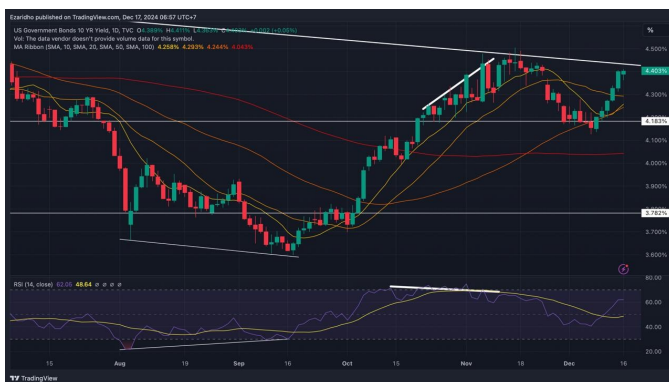 Ezaridho published on TradingView.com, Dec 17, 2024 06:57 UTC+7
US Government Bonds 10 YR Yield, 1D, TVC O4.389% H4.411%
Vol: The data vendor doesn't provide volume data for this symbol.
MA Ribbon (SMA, 10, SMA, 20, SMA, 50, SMA, 100) 4.258% 4.293% 4.244% 4.043%
%
4.500%
4.403%
4.183%
4.100%
4.000%
3.900%
3.782%
3.700%
3.600%
RSI (14, close) 62.05 48.64 ø ø ø ø
80.00
60.00
40.00
20.00
15 Aug 19 Sep 16 Oct 15 Nov 18 Dec 16
TradingView